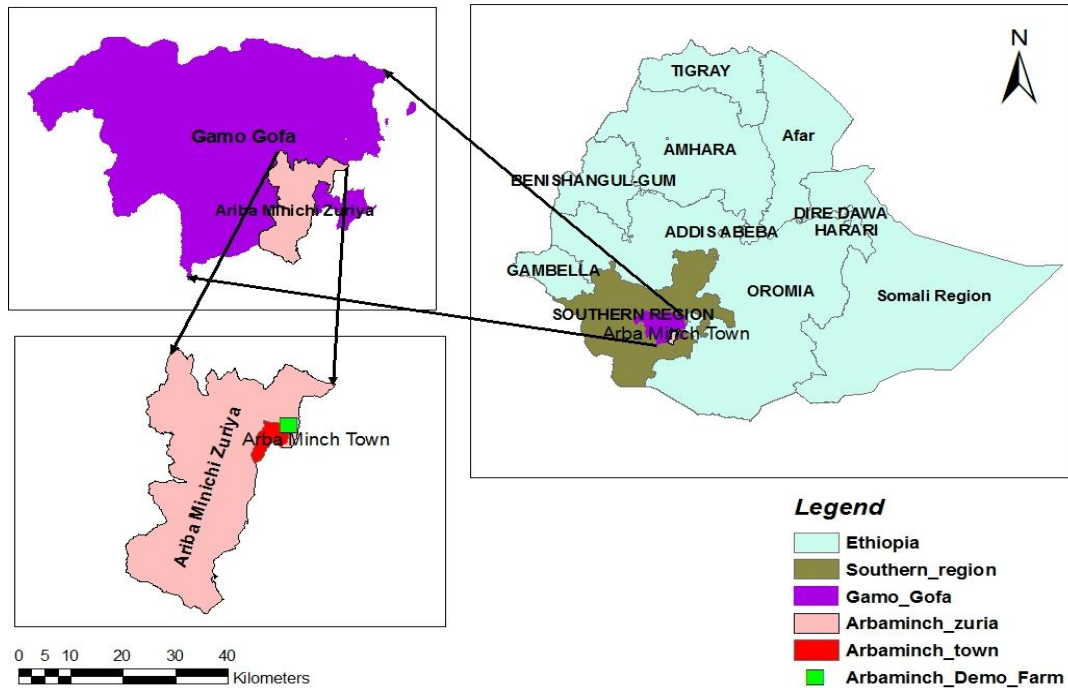 Gamo Gofa
Ariba Minichi Zuriya
N
TIGRAY
Afar
AMHARA
BENISHANGUL-GUM
DIRE DAWA
HARARI
ADDIS ABEBA
GAMBELLA
OROMIA
Somali Region
SOUTHERN REGION
Arba Minch Town
Ariba Minichi Zuriya
Arba Minch Town
0 5 10 20 30 40
Kilometers
Legend
Ethiopia
Southern_region
Gamo_Gofa
Arbaminch_zuria
Arbaminch_town
Arbaminch_Demo_Farm